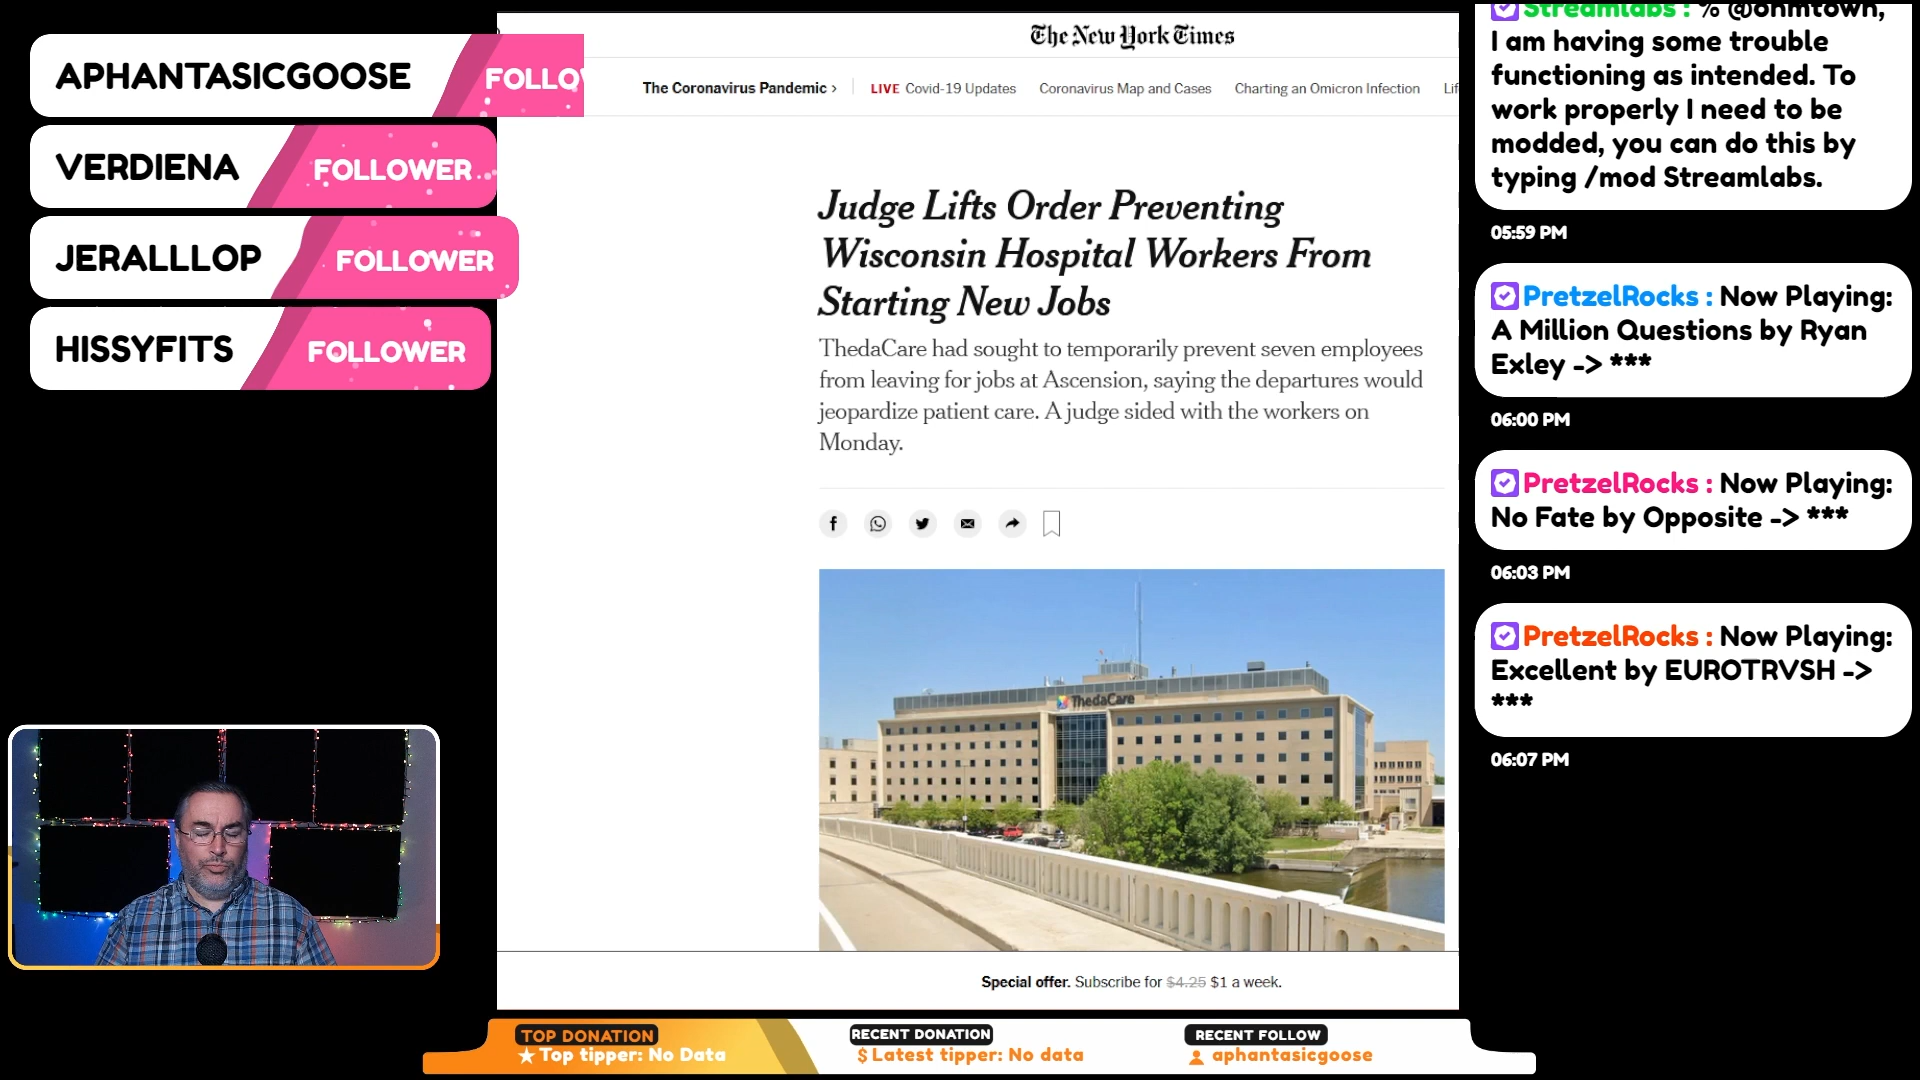 APHANTASICGOOSE
FOLLOW
VERDIENA
FOLLOWER
JERALLLOP
FOLLOWER
HISSYFITS
FOLLOWER
The New York Times
The Coronavirus Pandemic ›
LIVE Covid-19 Updates
Coronavirus Map and Cases
Charting an Omicron Infection
Judge Lifts Order Preventing
Wisconsin Hospital Workers From
Starting New Jobs
ThedaCare had sought to temporarily prevent seven employees
from leaving for jobs at Ascension, saying the departures would
jeopardize patient care. A judge sided with the workers on
Monday.
ThedaCare
Special offer. Subscribe for $4.25 $1 a week.
Streamlabs : % @ohmtown,
I am having some trouble
functioning as intended. To
work properly I need to be
modded, you can do this by
typing /mod Streamlabs.
05:59 PM
PretzelRocks : Now Playing:
A Million Questions by Ryan
Exley -> ***
06:00 PM
PretzelRocks : Now Playing:
No Fate by Opposite -> ***
06:03 PM
PretzelRocks : Now Playing:
Excellent by EUROTRVSH ->
***
06:07 PM
TOP DONATION
Top tipper: No Data
RECENT DONATION
$ Latest tipper: No data
RECENT FOLLOW
aphantasicgoose